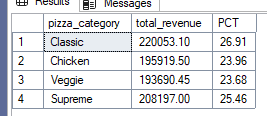 Results Messages
pizza_category total_revenue PCT
1 Classic 220053.10 26.91
2 Chicken 195919.50 23.96
3 Veggie 193690.45 23.68
4 Supreme 208197.00 25.46